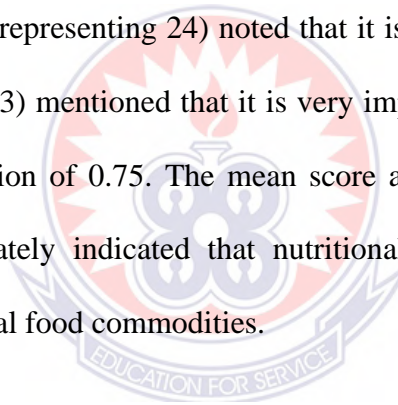 representing 24) noted that it is
3) mentioned that it is very imp
ion of 0.75. The mean score a
ately indicated that nutritional
al food commodities.
EDUCATION FOR SERVICE